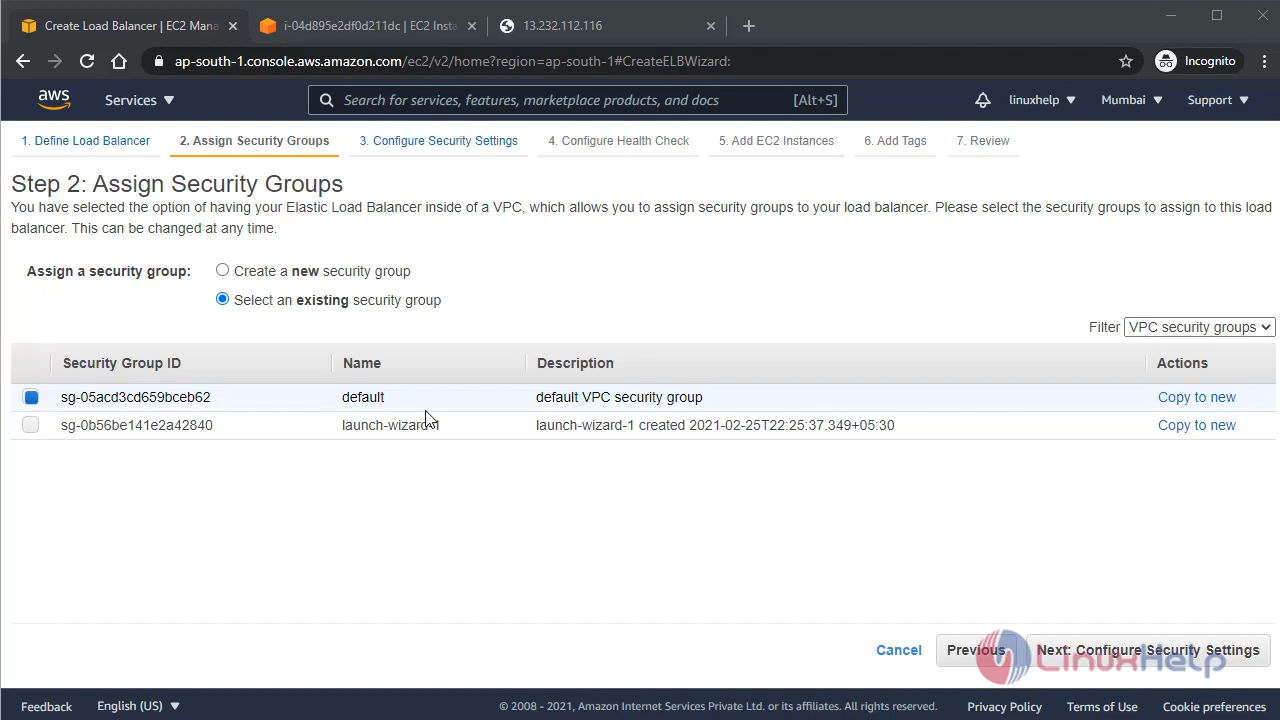 Create Load Balancer | EC2 Mana
i-04d895e2df0d211dc | EC2 Insta
13.232.112.116
ap-south-1.console.aws.amazon.com/ec2/v2/home?region=ap-south-1#CreateELBWizard:
Incognito
aws
Services
Search for services, features, marketplace products, and docs
[Alt+S]
linuxhelp
Mumbai
Support
1. Define Load Balancer
2. Assign Security Groups
3. Configure Security Settings
4. Configure Health Check
5. Add EC2 Instances
6. Add Tags
7. Review
Step 2: Assign Security Groups
You have selected the option of having your Elastic Load Balancer inside of a VPC, which allows you to assign security groups to your load balancer. Please select the security groups to assign to this load
balancer. This can be changed at any time.
Assign a security group:
Create a new security group
Select an existing security group
Filter
VPC security groups
Security Group ID
Name
Description
Actions
sg-05acd3cd659bceb62
default
default VPC security group
Copy to new
sg-0b56be141e2a42840
launch-wizard-1
launch-wizard-1 created 2021-02-25T22:25:37.349+05:30
Copy to new
Cancel
Previous
Next: Configure Security Settings
LinuxHelp
Feedback
English (US)
© 2008 - 2021, Amazon Internet Services Private Ltd. or its affiliates. All rights reserved.
Privacy Policy
Terms of Use
Cookie preferences